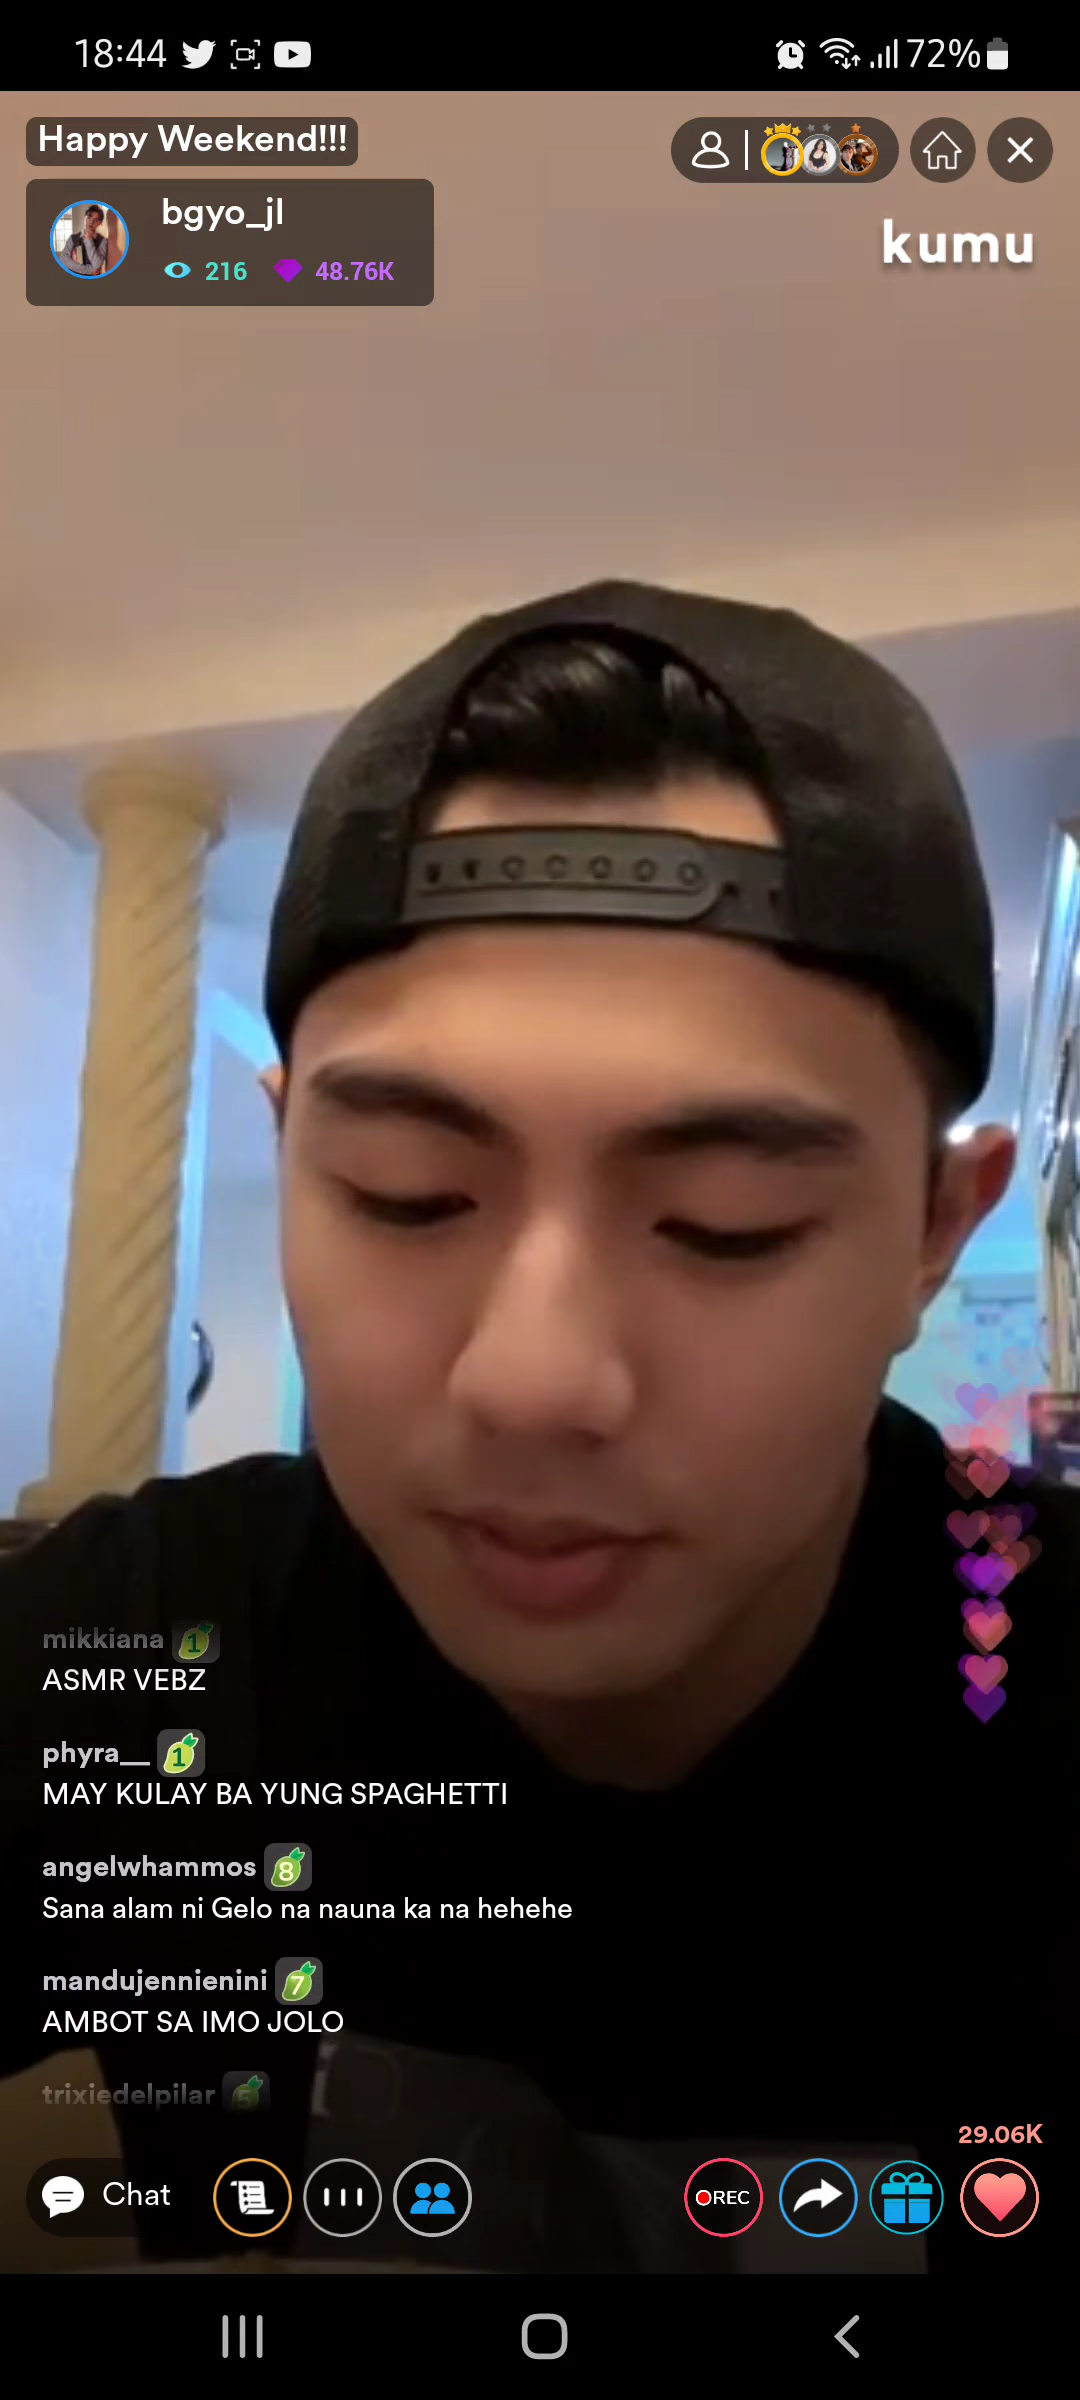 18:44
72%
Happy Weekend!!!
bgyo_jl
216 48.76K
kumu
mikkiana 1
ASMR VEBZ
phyra__ 1
MAY KULAY BA YUNG SPAGHETTI
angelwhammos 8
Sana alam ni Gelo na nauna ka na hehehe
mandujennienini 7
AMBOT SA IMO JOLO
trixiedelpilar 5
29.06K
Chat
REC